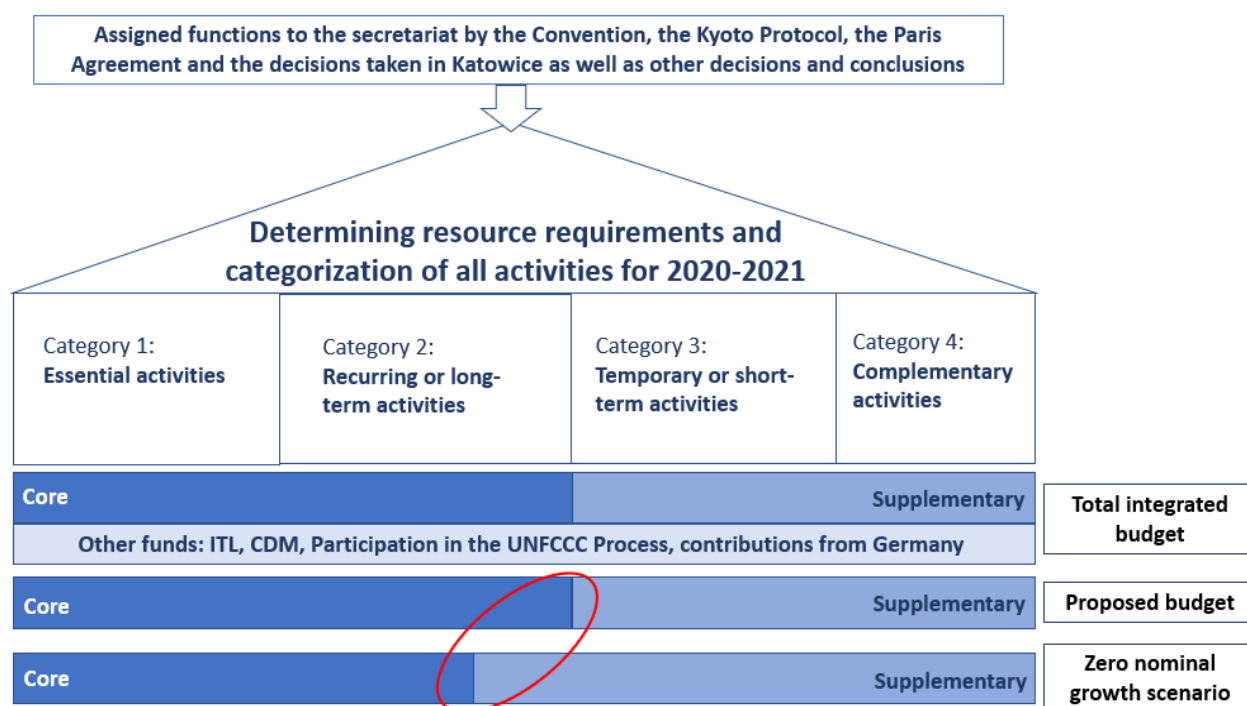 Assigned functions to the secretariat by the Convention, the Kyoto Protocol, the Paris
Agreement and the decisions taken in Katowice as well as other decisions and conclusions
Determining resource requirements and
categorization of all activities for 2020-2021
Category 1:
Essential activities
Category 2:
Recurring or long-
term activities
Category 3:
Temporary or short-
term activities
Category 4:
Complementary
activities
Core
Supplementary
Total integrated
budget
Other funds: ITL, CDM, Participation in the UNFCCC Process, contributions from Germany
Core
Supplementary
Proposed budget
Core
Supplementary
Zero nominal
growth scenario